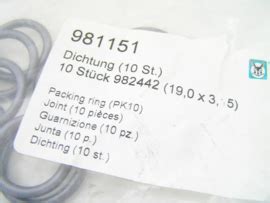 981151
Dichtung (10 St.)
10 Stück 982442 (19,0 x 3, 5)
Packing ring (PK10)
Joint (10 pièces)
Guarnizione (10 pz.)
Junta (10 p.)
Dichting (10 st.)